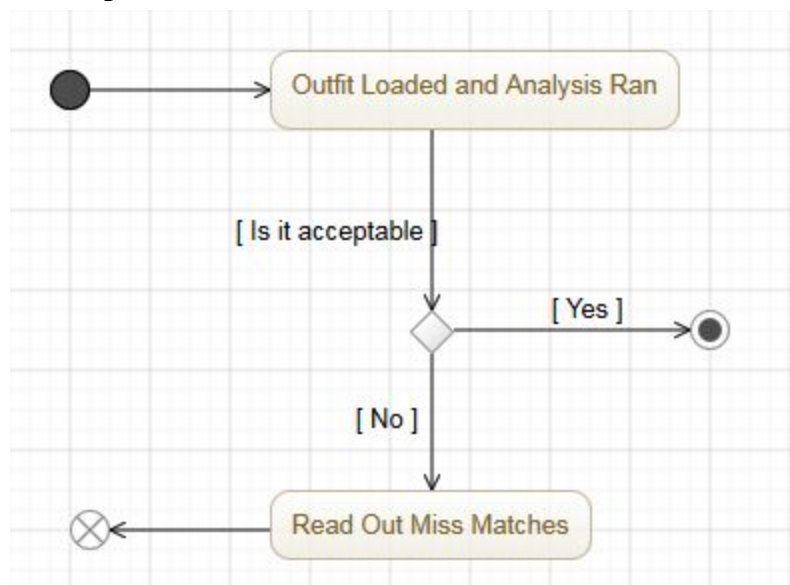 Outfit Loaded and Analysis Ran
[ Is it acceptable ]
[ Yes ]
[ No ]
Read Out Miss Matches